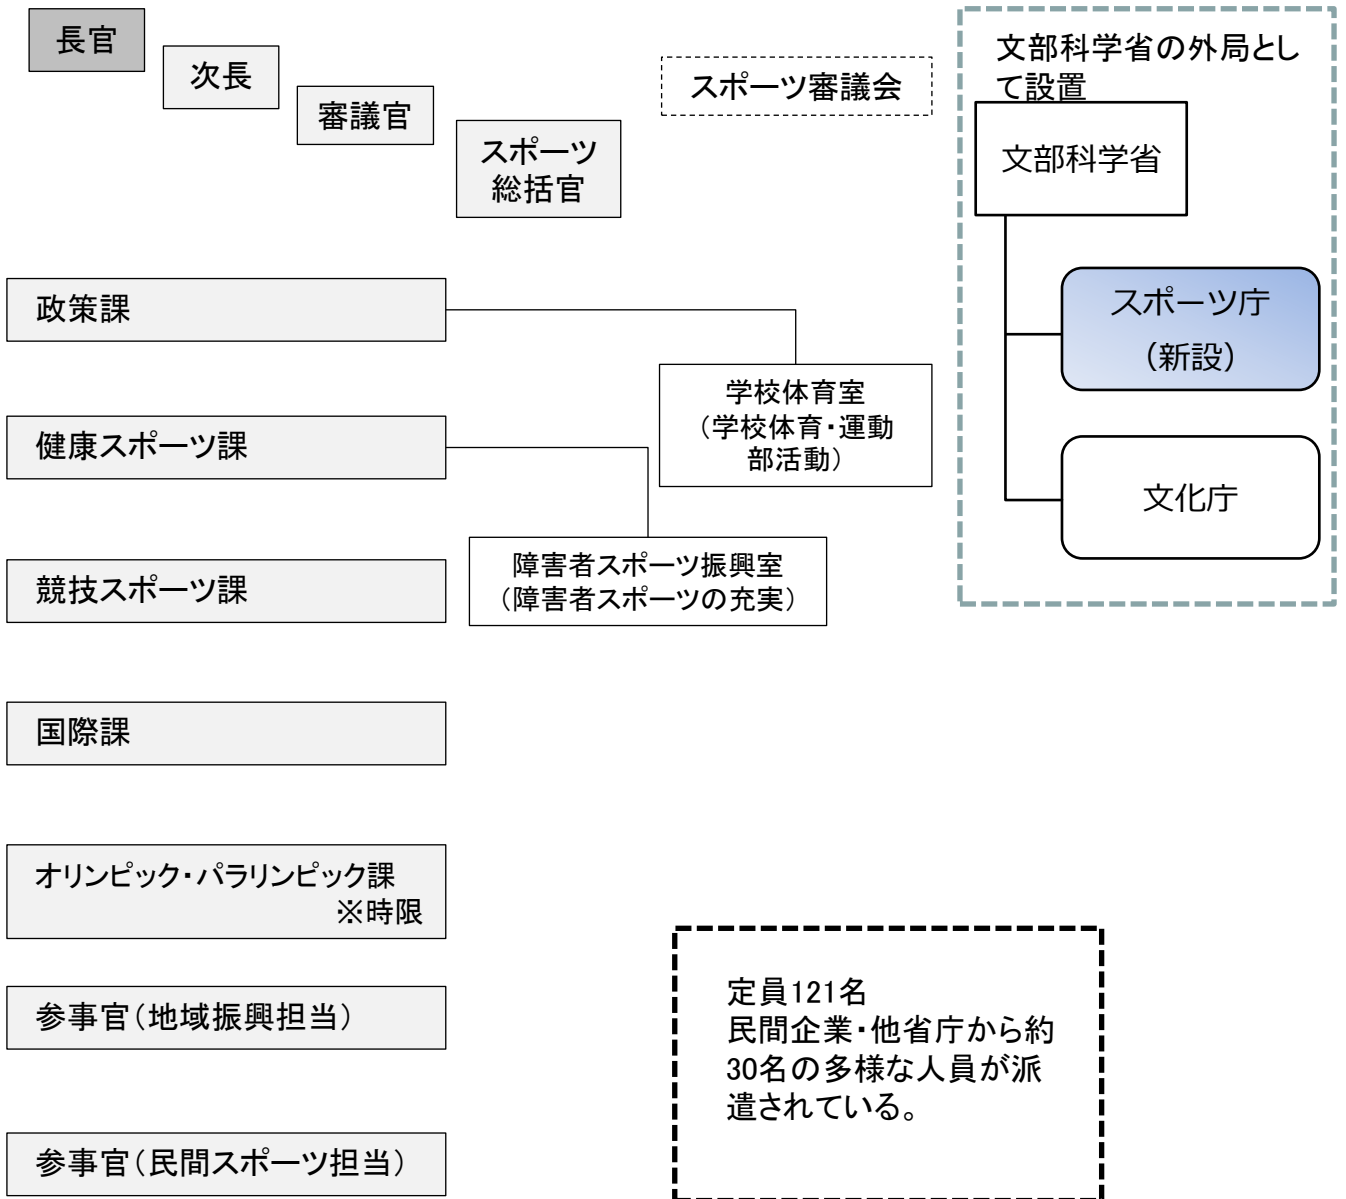 長官
次長
審議官
スポーツ
総括官
スポーツ審議会
文部科学省の外局とし
て設置
文部科学省
スポーツ庁
（新設）
文化庁
政策課
学校体育室
（学校体育・運動
部活動）
健康スポーツ課
障害者スポーツ振興室
（障害者スポーツの充実）
競技スポーツ課
国際課
オリンピック・パラリンピック課
※時限
参事官（地域振興担当）
参事官（民間スポーツ担当）
定員121名
民間企業・他省庁から約
30名の多様な人員が派
遣されている。